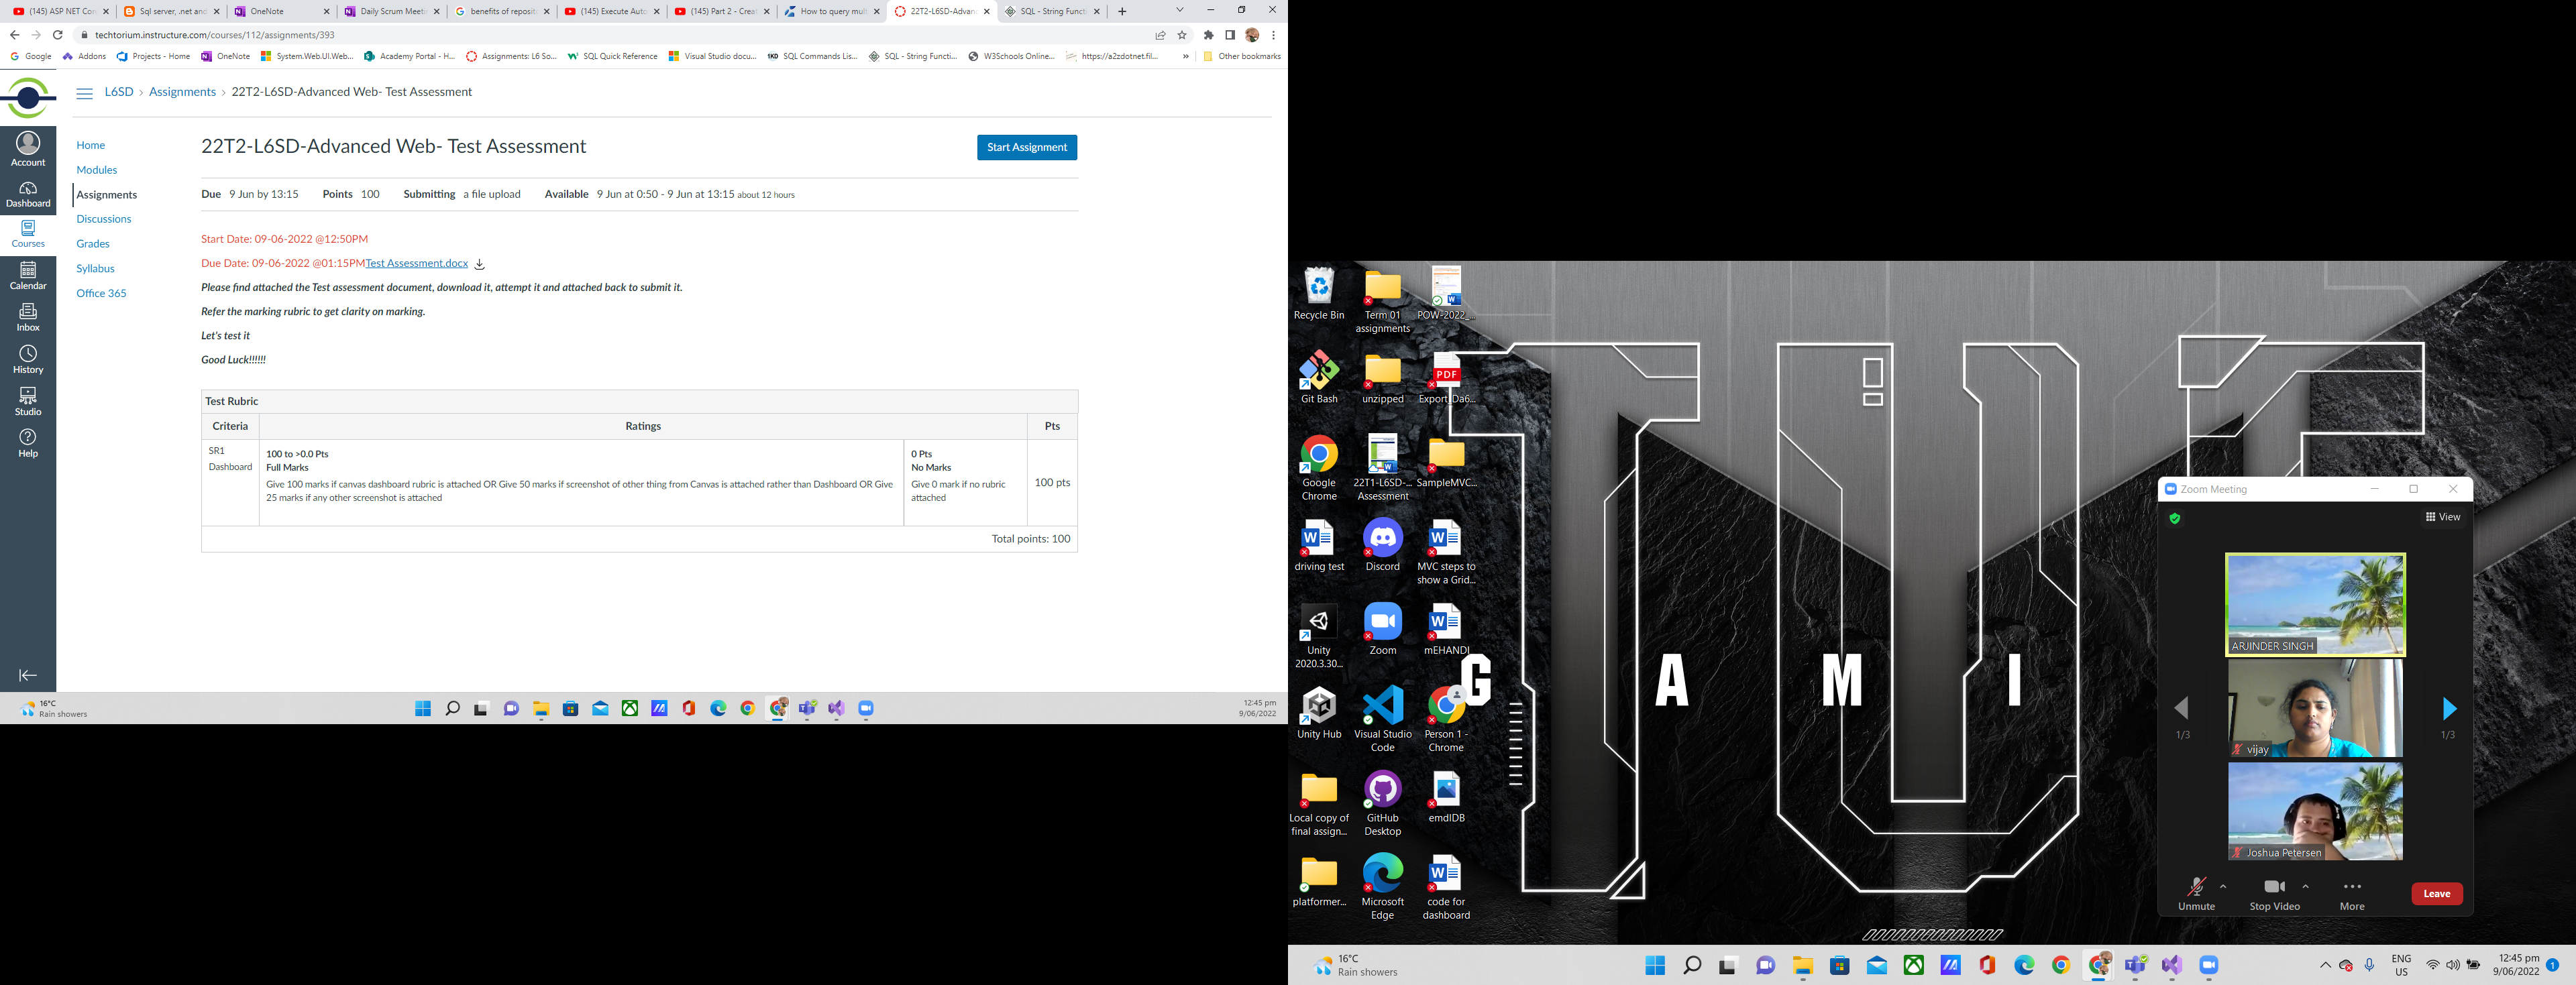 (145) ASP NET Con
Sql server, .net and
OneNote
Daily Scrum Meeti
benefits of reposit
(145) Execute Auto
(145) Part 2 - Creat
How to query mult
22T2-L6SD-Advanc
SQL - String Functi
techtorium.instructure.com/courses/112/assignments/393
Google
Addons
Projects - Home
OneNote
System.Web.UI.Web...
Academy Portal - H...
Assignments: L6 So...
SQL Quick Reference
Visual Studio docu...
SQL Commands Lis...
SQL - String Functi...
W3Schools Online...
https://a2zdotnet.fil...
»
Other bookmarks
L6SD › Assignments › 22T2-L6SD-Advanced Web- Test Assessment
Account
Dashboard
Courses
Calendar
Inbox
History
Studio
Help
Home
Modules
Assignments
Discussions
Grades
Syllabus
Office 365
22T2-L6SD-Advanced Web- Test Assessment
Start Assignment
Due 9 Jun by 13:15 Points 100 Submitting a file upload Available 9 Jun at 0:50 - 9 Jun at 13:15 about 12 hours
Start Date: 09-06-2022 @12:50PM
Due Date: 09-06-2022 @01:15PMTest Assessment.docx
Please find attached the Test assessment document, download it, attempt it and attached back to submit it.
Refer the marking rubric to get clarity on marking.
Let's test it
Good Luck!!!!!!
Test Rubric
Criteria Ratings Pts
SR1
Dashboard
100 to >0.0 Pts
Full Marks
Give 100 marks if canvas dashboard rubric is attached OR Give 50 marks if screenshot of other thing from Canvas is attached rather than Dashboard OR Give
25 marks if any other screenshot is attached
0 Pts
No Marks
Give 0 mark if no rubric
attached
100 pts
Total points: 100
16°C
Rain showers
12:45 pm
9/06/2022
Recycle Bin
Term 01
assignments
POW-2022_...
Git Bash
unzipped
PDF
Export_Da6...
Google
Chrome
22T1-L6SD-...
Assessment
SampleMVC...
driving test
Discord
MVC steps to
show a Grid...
Unity
2020.3.30...
Zoom
mEHANDI
Unity Hub
Visual Studio
Code
Person 1 -
Chrome
Local copy of
final assign...
GitHub
Desktop
emdIDB
platformer...
Microsoft
Edge
code for
dashboard
TUF
GAMI
Zoom Meeting
View
ARJINDER SINGH
vijay
Joshua Petersen
1/3
1/3
Unmute
Stop Video
More
Leave
16°C
Rain showers
ENG
US
12:45 pm
9/06/2022
1